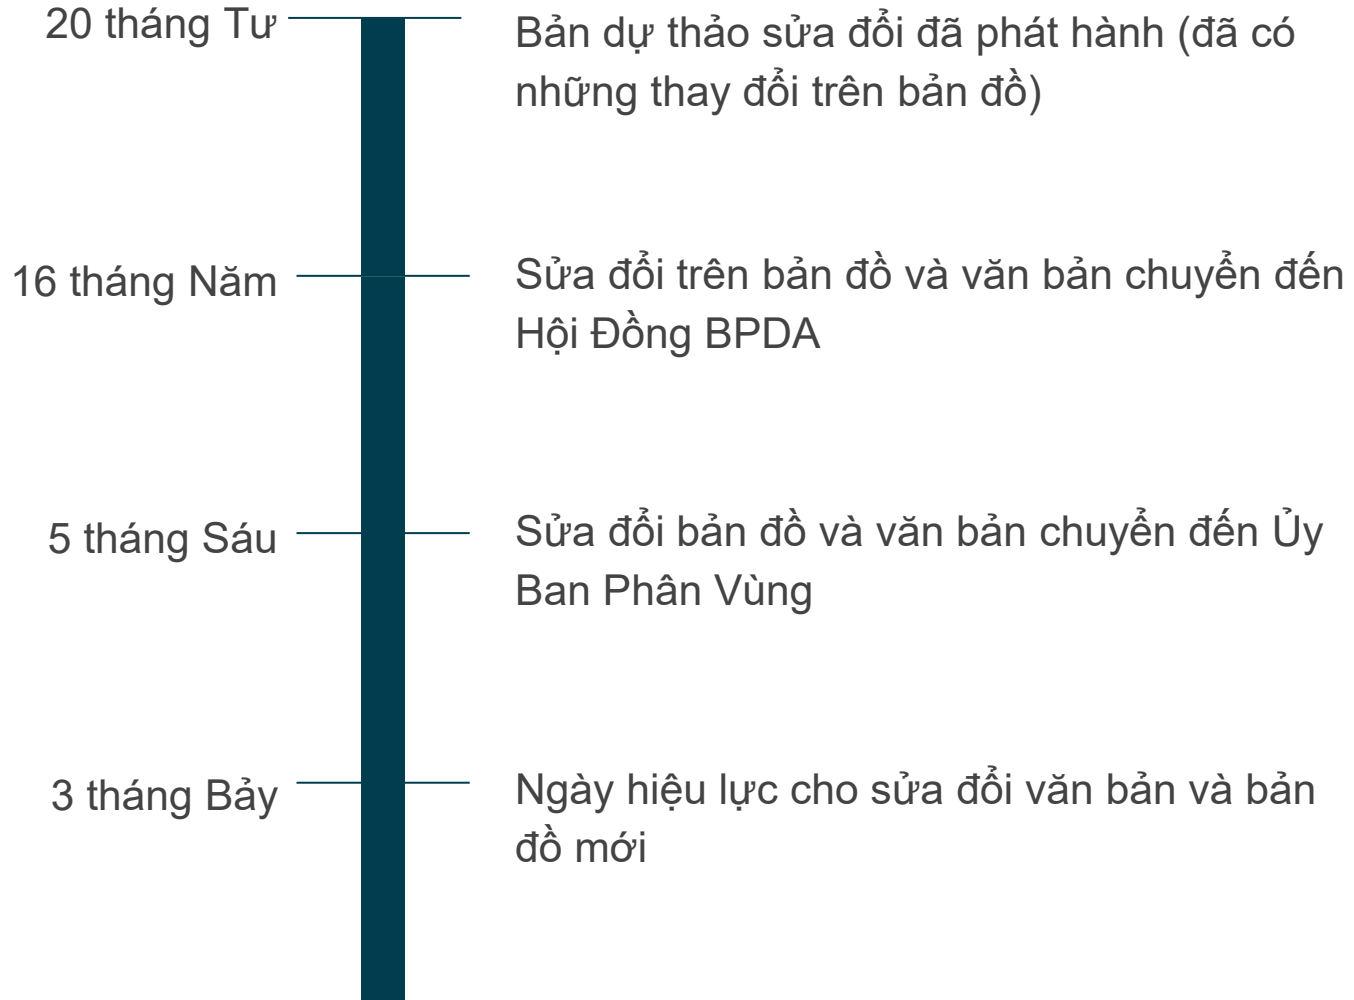 20 tháng Tư
Bản dự thảo sửa đổi đã phát hành (đã có
những thay đổi trên bản đồ)
16 tháng Năm
Sửa đổi trên bản đồ và văn bản chuyển đến
Hội Đồng BPDA
5 tháng Sáu
Sửa đổi bản đồ và văn bản chuyển đến Ủy
Ban Phân Vùng
3 tháng Bảy
Ngày hiệu lực cho sửa đổi văn bản và bản
đồ mới